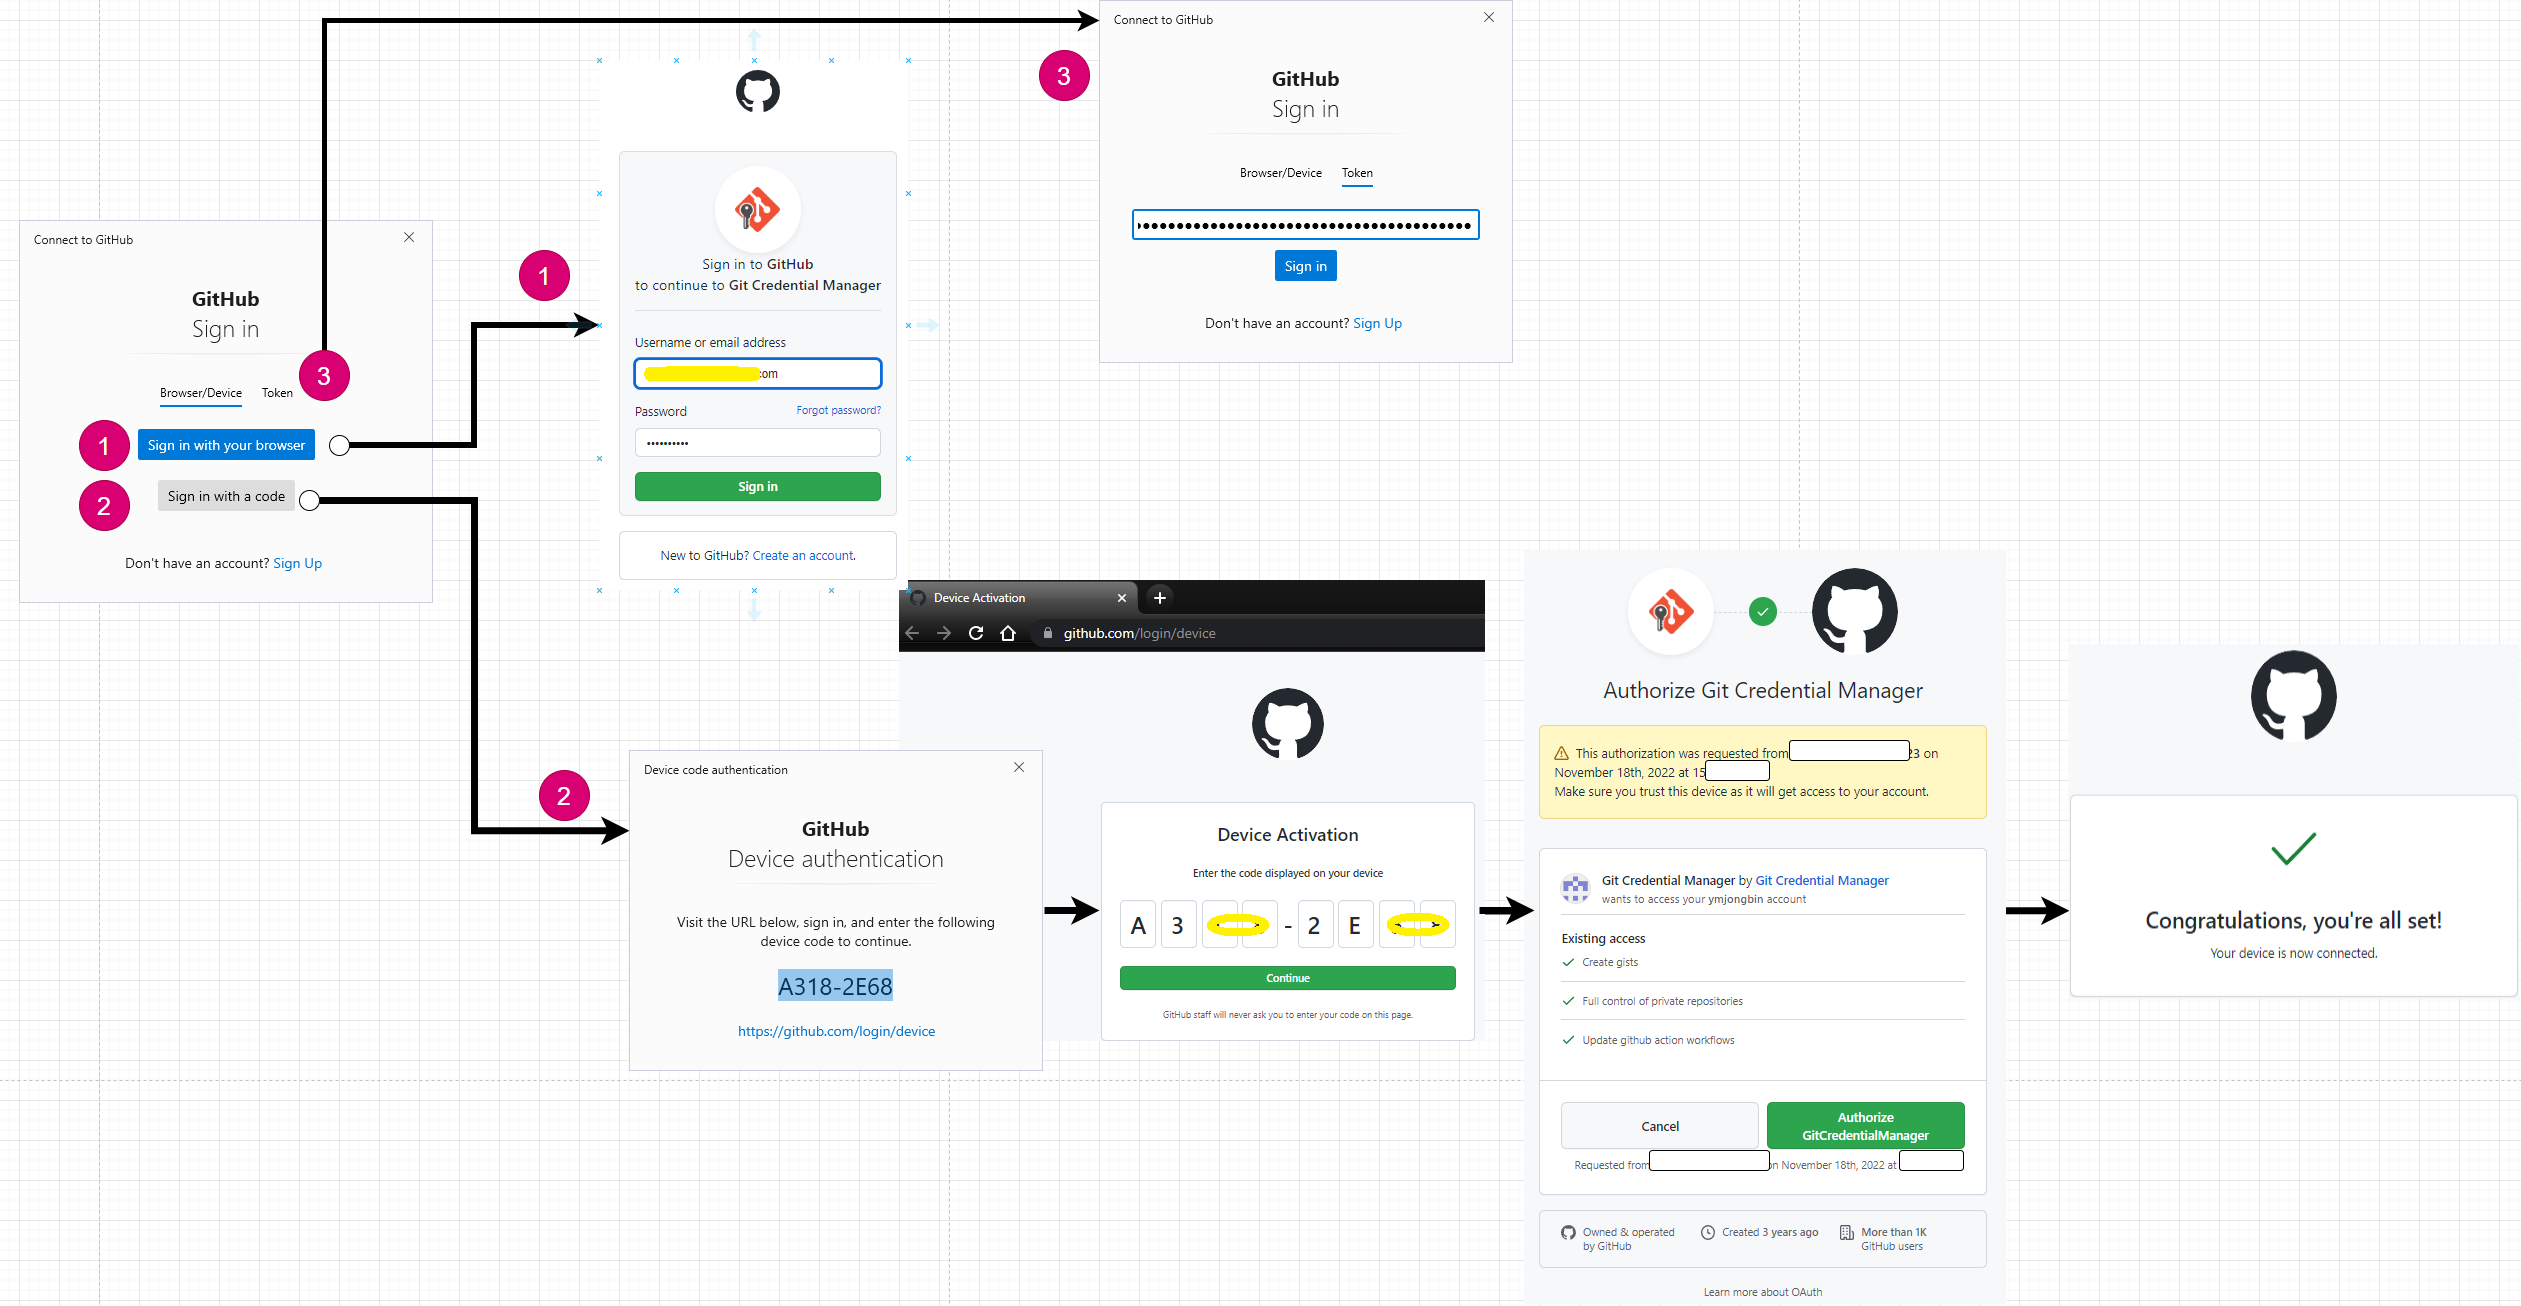 Connect to GitHub
GitHub
Sign in
Browser/Device Token
3
1
Sign in with your browser
2
Sign in with a code
Don't have an account? Sign Up
1
Sign in to GitHub
to continue to Git Credential Manager
Username or email address
com
Password Forgot password?
Sign in
New to GitHub? Create an account.
3
Connect to GitHub
GitHub
Sign in
Browser/Device Token
Sign in
Don't have an account? Sign Up
2
Device code authentication
GitHub
Device authentication
Visit the URL below, sign in, and enter the following
device code to continue.
A318-2E68
https://github.com/login/device
Device Activation
github.com/login/device
Device Activation
Enter the code displayed on your device
A 3 - 2 E
Continue
GitHub staff will never ask you to enter your code on this page.
Authorize Git Credential Manager
This authorization was requested from 23 on
November 18th, 2022 at 15
Make sure you trust this device as it will get access to your account.
Git Credential Manager by Git Credential Manager
wants to access your ymjongbin account
Existing access
Create gists
Full control of private repositories
Update github action workflows
Cancel
Authorize
GitCredentialManager
Requested from on November 18th, 2022 at
Owned & operated
by GitHub
Created 3 years ago
More than 1K
GitHub users
Learn more about OAuth
Congratulations, you're all set!
Your device is now connected.